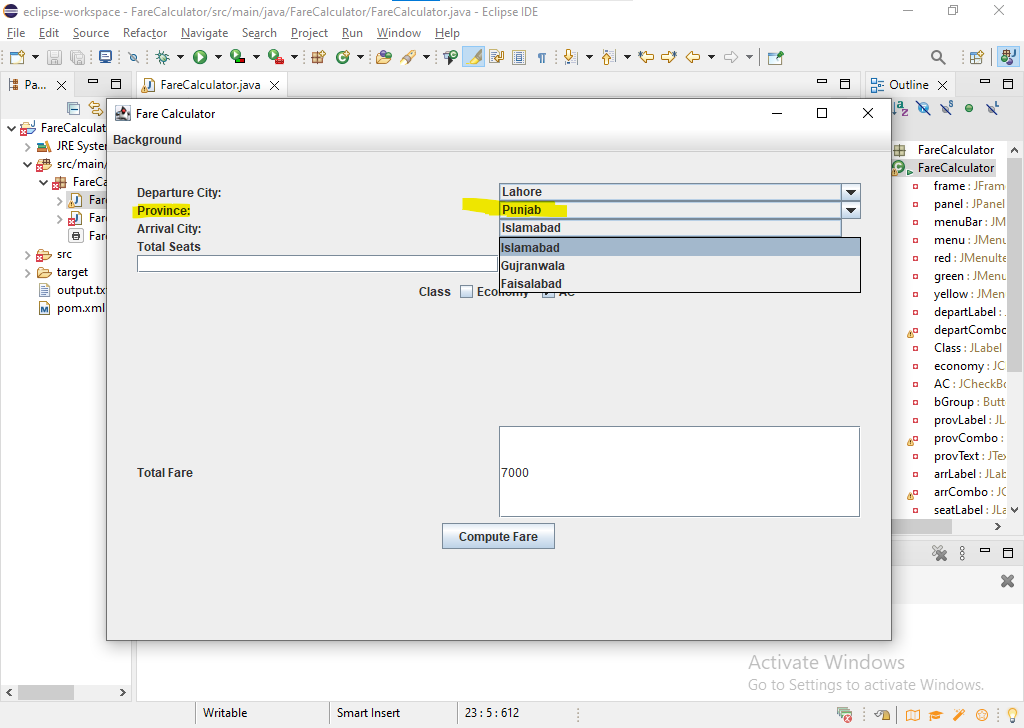 eclipse-workspace - FareCalculator/src/main/java/FareCalculator/FareCalculator.java - Eclipse IDE
File Edit Source Refactor Navigate Search Project Run Window Help
Pa...
FareCalculator.java
Outline
Fare Calculator
Background
FareCalculat
JRE System
src/main/
FareCa
Far
Far
Far
src
target
output.tx
pom.xml
Departure City:
Lahore
Province:
Punjab
Arrival City:
Islamabad
Total Seats
Islamabad
Gujranwala
Faisalabad
Class Economy AC
Total Fare
7000
Compute Fare
FareCalculator
FareCalculator
frame : JFram
panel : JPanel
menuBar : JM
menu : JMenu
red : JMenuIte
green : JMen
yellow : JMen
departLabel :
departCombo
Class : JLabel
economy : JC
AC : JCheckBo
bGroup : Butt
provLabel : JL
provCombo :
provText : JTex
arrLabel : JLab
arrCombo : JC
seatLabel : JLa
Activate Windows
Go to Settings to activate Windows.
Writable
Smart Insert
23 : 5 : 612